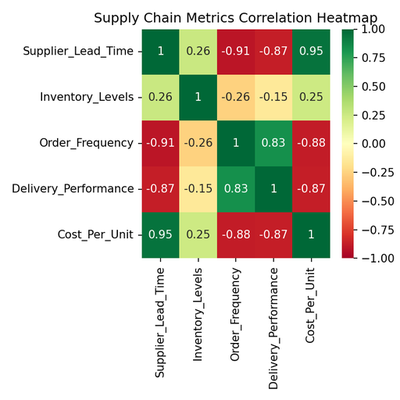 Supply Chain Metrics Correlation Heatmap
Supplier_Lead_Time 1 0.26 -0.91 -0.87 0.95
Inventory_Levels 0.26 1 -0.26 -0.15 0.25
Order_Frequency -0.91 -0.26 1 0.83 -0.88
Delivery_Performance -0.87 -0.15 0.83 1 -0.87
Cost_Per_Unit 0.95 0.25 -0.88 -0.87 1
Supplier_Lead_Time
Inventory_Levels
Order_Frequency
Delivery_Performance
Cost_Per_Unit
1.00
0.75
0.50
0.25
0.00
−0.25
−0.50
−0.75
−1.00